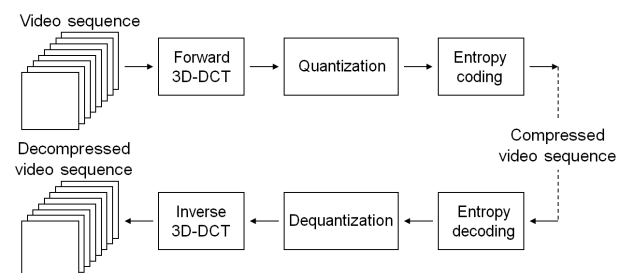 Video sequence
Forward
3D-DCT
Quantization
Entropy
coding
Compressed
video sequence
Decompressed
video sequence
Inverse
3D-DCT
Dequantization
Entropy
decoding